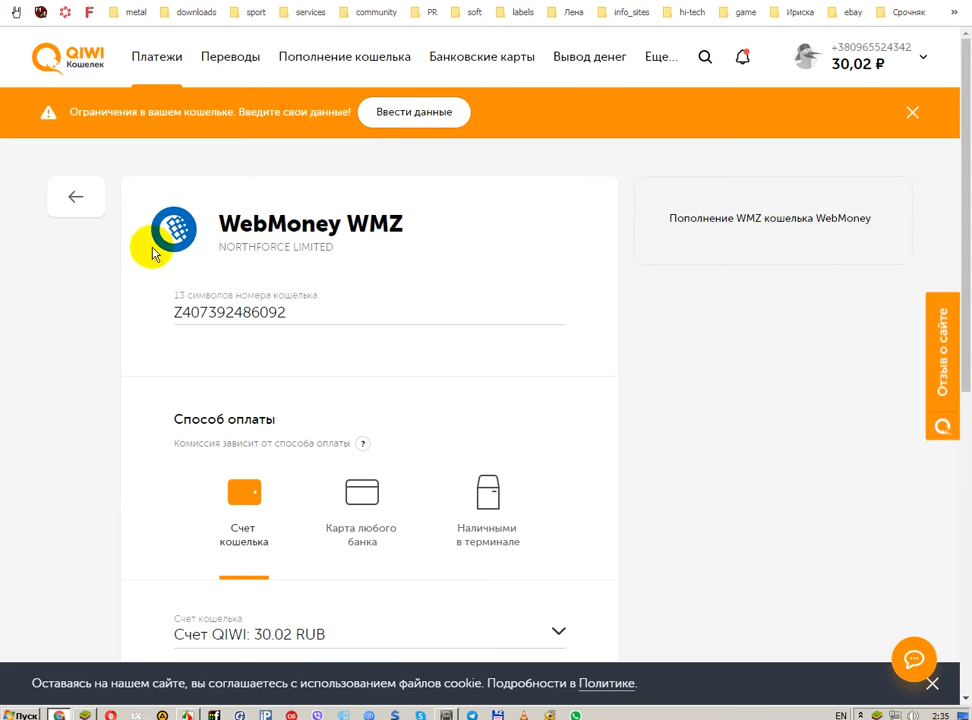 metal downloads sport services community PR soft labels Лена info_sites hi-tech game Ириска ebay Срочняк »
QIWI
Кошелек
Платежи Переводы Пополнение кошелька Банковские карты Вывод денег Еще...
+380965524342
30,02 ₽
Ограничения в вашем кошельке. Введите свои данные!
Ввести данные
WebMoney WMZ
NORTHFORCE LIMITED
Пополнение WMZ кошелька WebMoney
13 символов номера кошелька
Z407392486092
Отзыв о сайте
Способ оплаты
Комиссия зависит от способа оплаты ?
Счет
кошелька
Карта любого
банка
Наличными
в терминале
Счет кошелька
Счет QIWI: 30.02 RUB
Оставаясь на нашем сайте, вы соглашаетесь с использованием файлов cookie. Подробности в Политике.
Пуск
EN
2:35